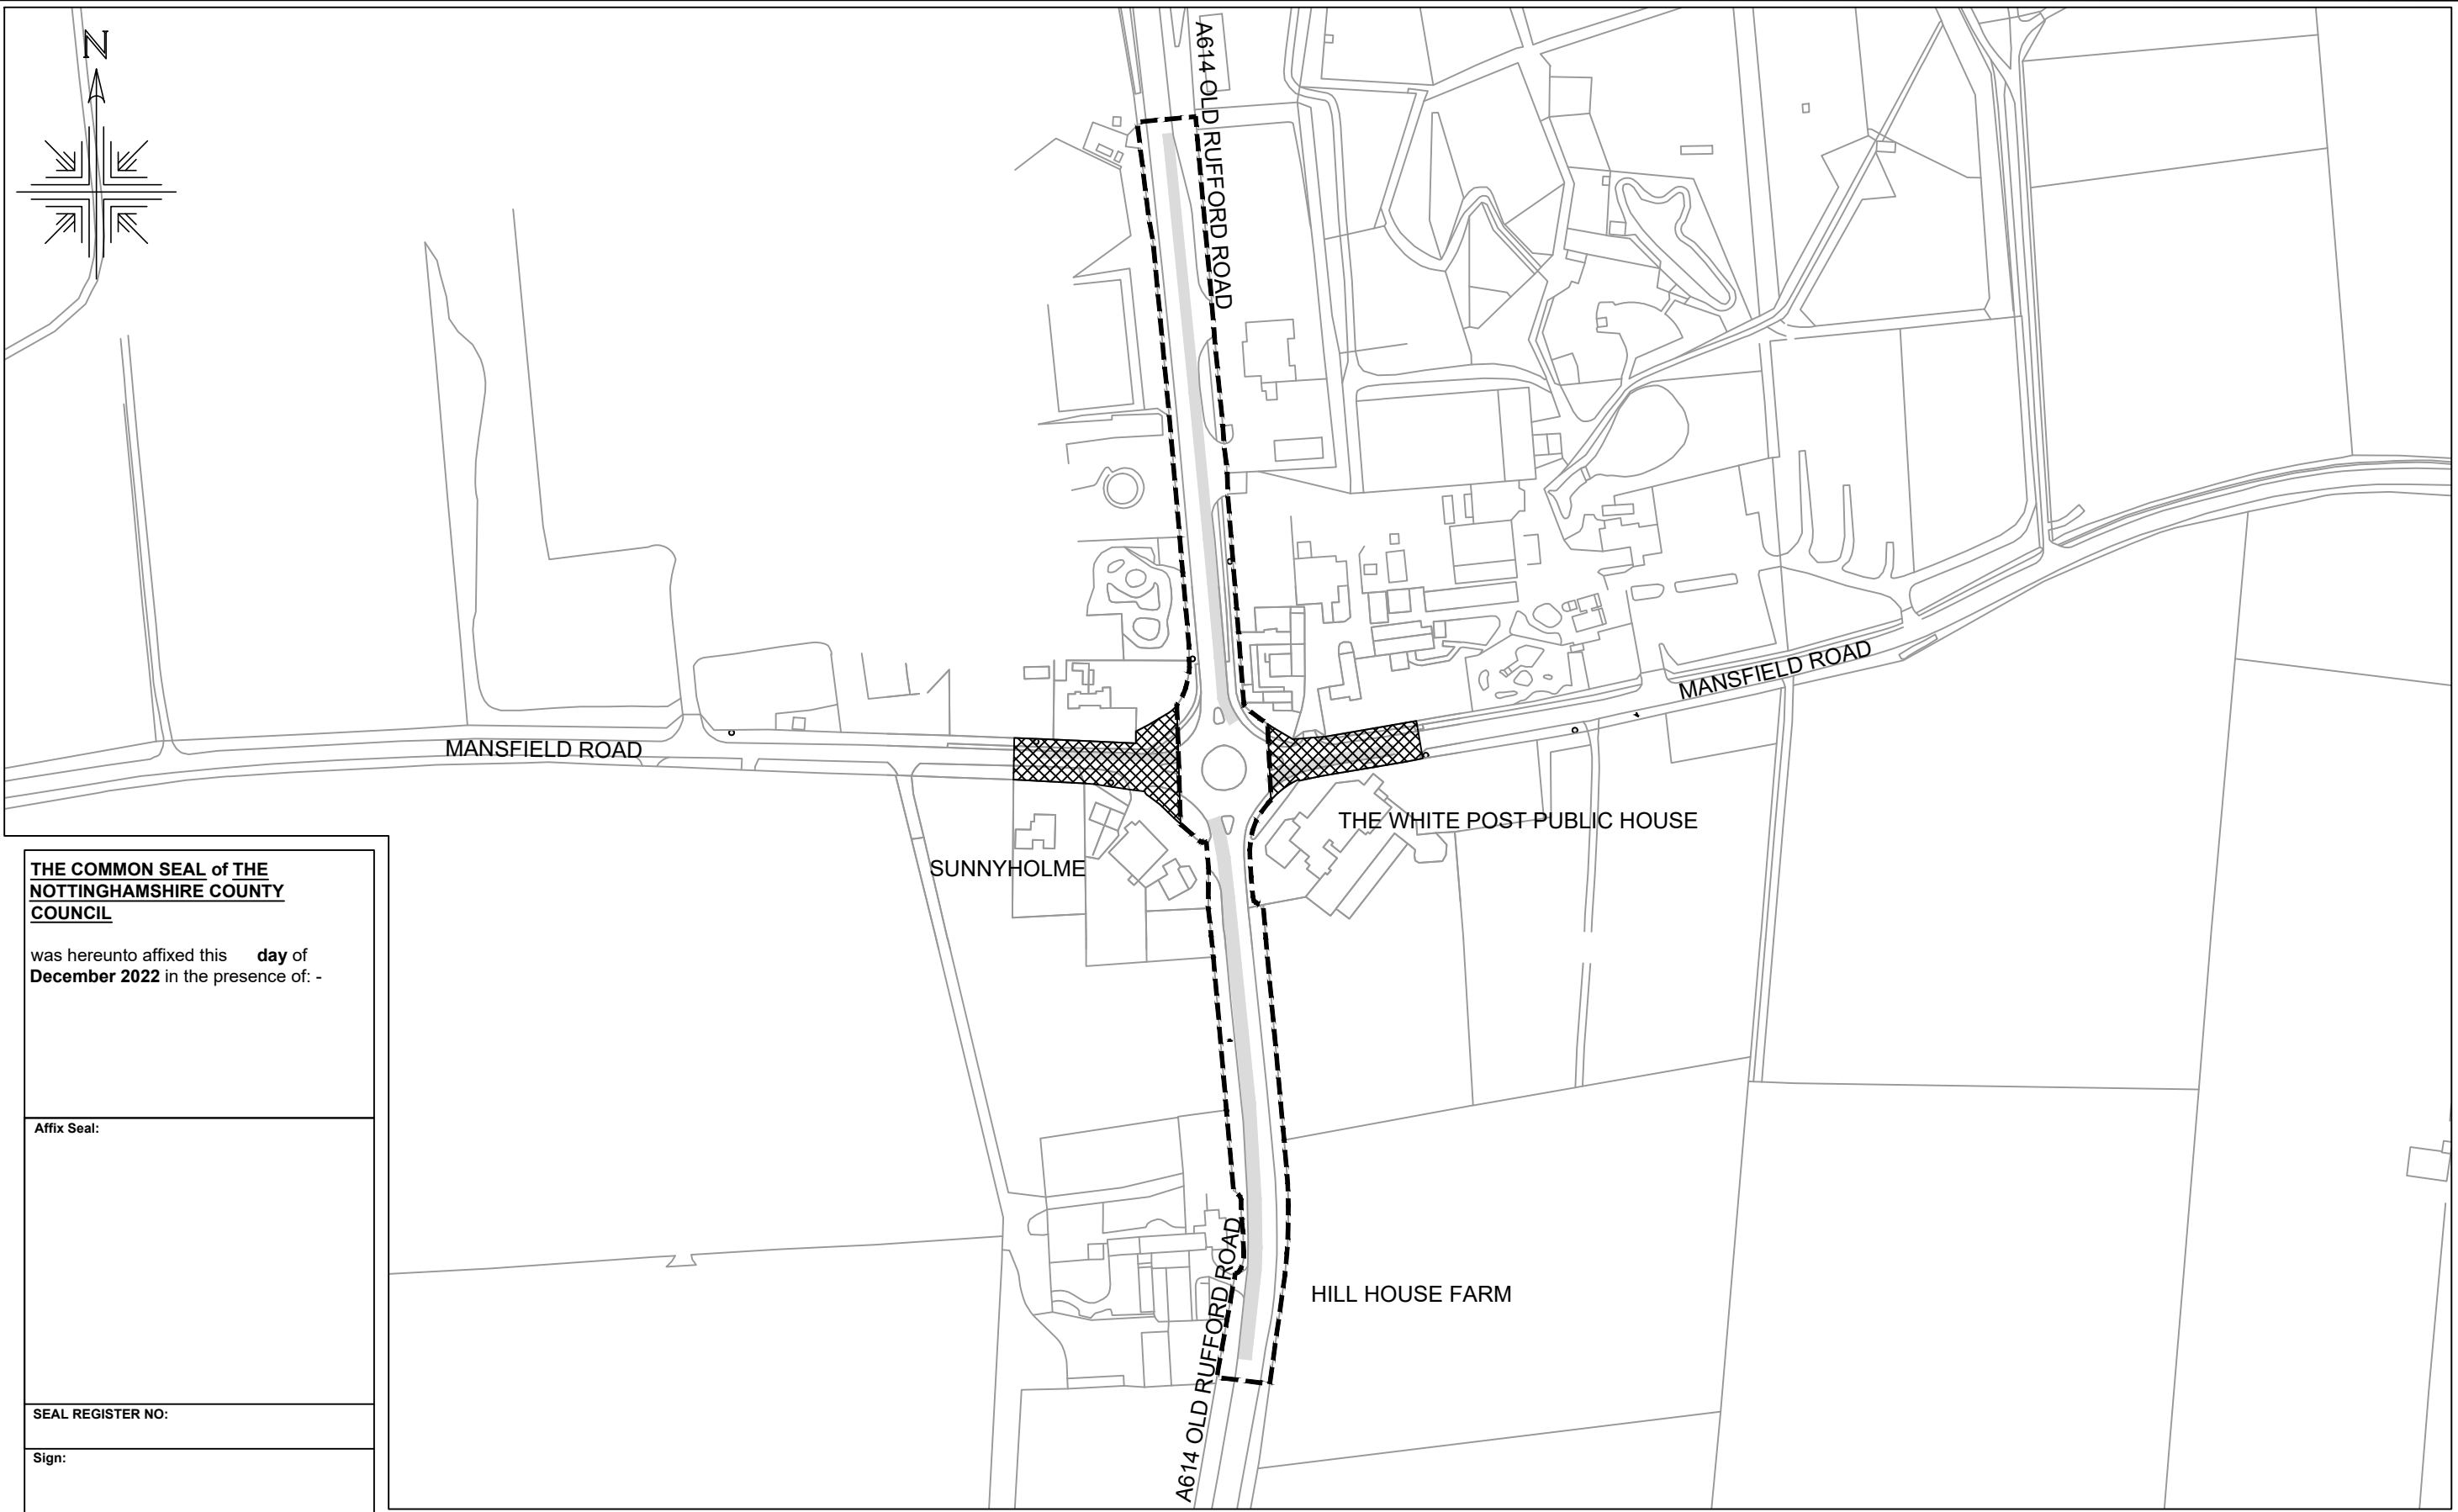 N
A614 OLD RUFFORD ROAD
MANSFIELD ROAD
MANSFIELD ROAD
THE WHITE POST PUBLIC HOUSE
SUNNYHOLME
HILL HOUSE FARM
A614 OLD RUFFORD ROAD
THE COMMON SEAL of THE
NOTTINGHAMSHIRE COUNTY
COUNCIL
was hereunto affixed this day of
December 2022 in the presence of: -
Affix Seal:
SEAL REGISTER NO:
Sign: